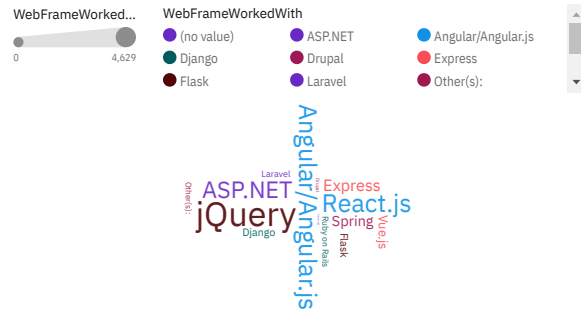 WebFrameWorked...
0
4,629
WebFrameWorkedWith
(no value)
ASP.NET
Angular/Angular.js
Django
Drupal
Express
Flask
Laravel
Other(s):
Angular/Angular.js
Laravel
ASP.NET
Other(s):
jQuery
Django
Drupal
Express
React.js
Spring
Vue.js
Ruby on Rails
Flask